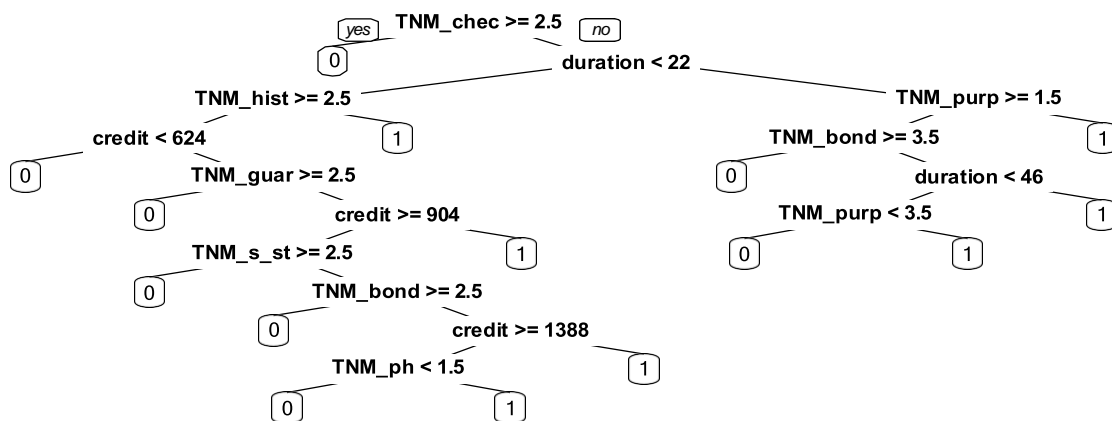 yes TNM_chec >= 2.5 no
0 duration < 22
TNM_hist >= 2.5 TNM_purp >= 1.5
credit < 624 1 TNM_bond >= 3.5 1
0 TNM_guar >= 2.5 0 duration < 46
0 credit >= 904 TNM_purp < 3.5 1
TNM_s_st >= 2.5 1 0 1
0 TNM_bond >= 2.5
0 credit >= 1388
TNM_ph < 1.5 1
0 1